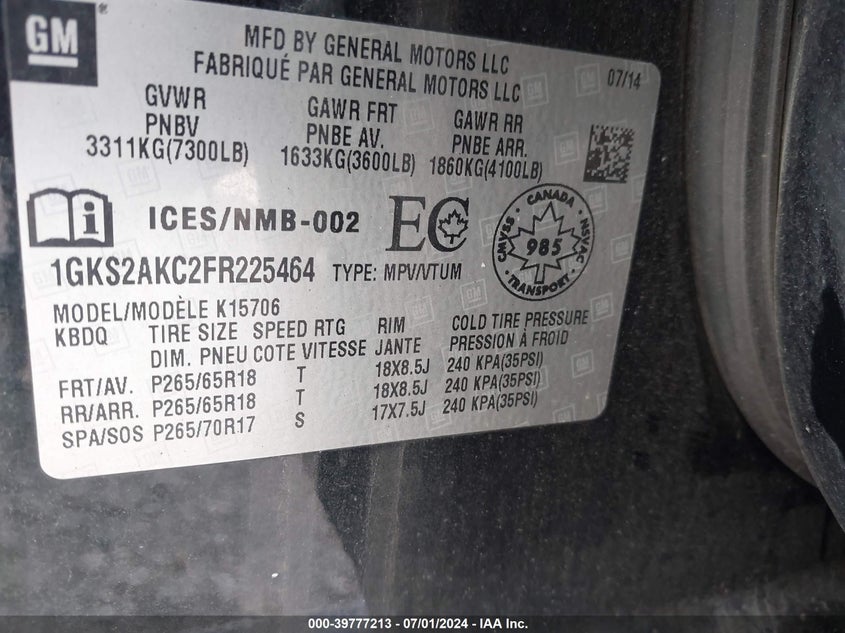 GM
MFD BY GENERAL MOTORS LLC
FABRIQUÉ PAR GENERAL MOTORS LLC
07/14
GVWR GAWR FRT GAWR RR
PNBV PNBE AV. PNBE ARR.
3311KG(7300LB) 1633KG(3600LB) 1860KG(4100LB)
ICES/NMB-002 EC
CANADA CMVSS NSVAC 985 TRANSPORT
1GKS2AKC2FR225464 TYPE: MPV/VTUM
MODEL/MODÈLE K15706
KBDQ TIRE SIZE SPEED RTG RIM COLD TIRE PRESSURE
DIM. PNEU COTE VITESSE JANTE PRESSION À FROID
FRT/AV. P265/65R18 T 18X8.5J 240 KPA(35PSI)
RR/ARR. P265/65R18 T 18X8.5J 240 KPA(35PSI)
SPA/SOS P265/70R17 S 17X7.5J 240 KPA(35PSI)
000-39777213 - 07/01/2024 - IAA Inc.